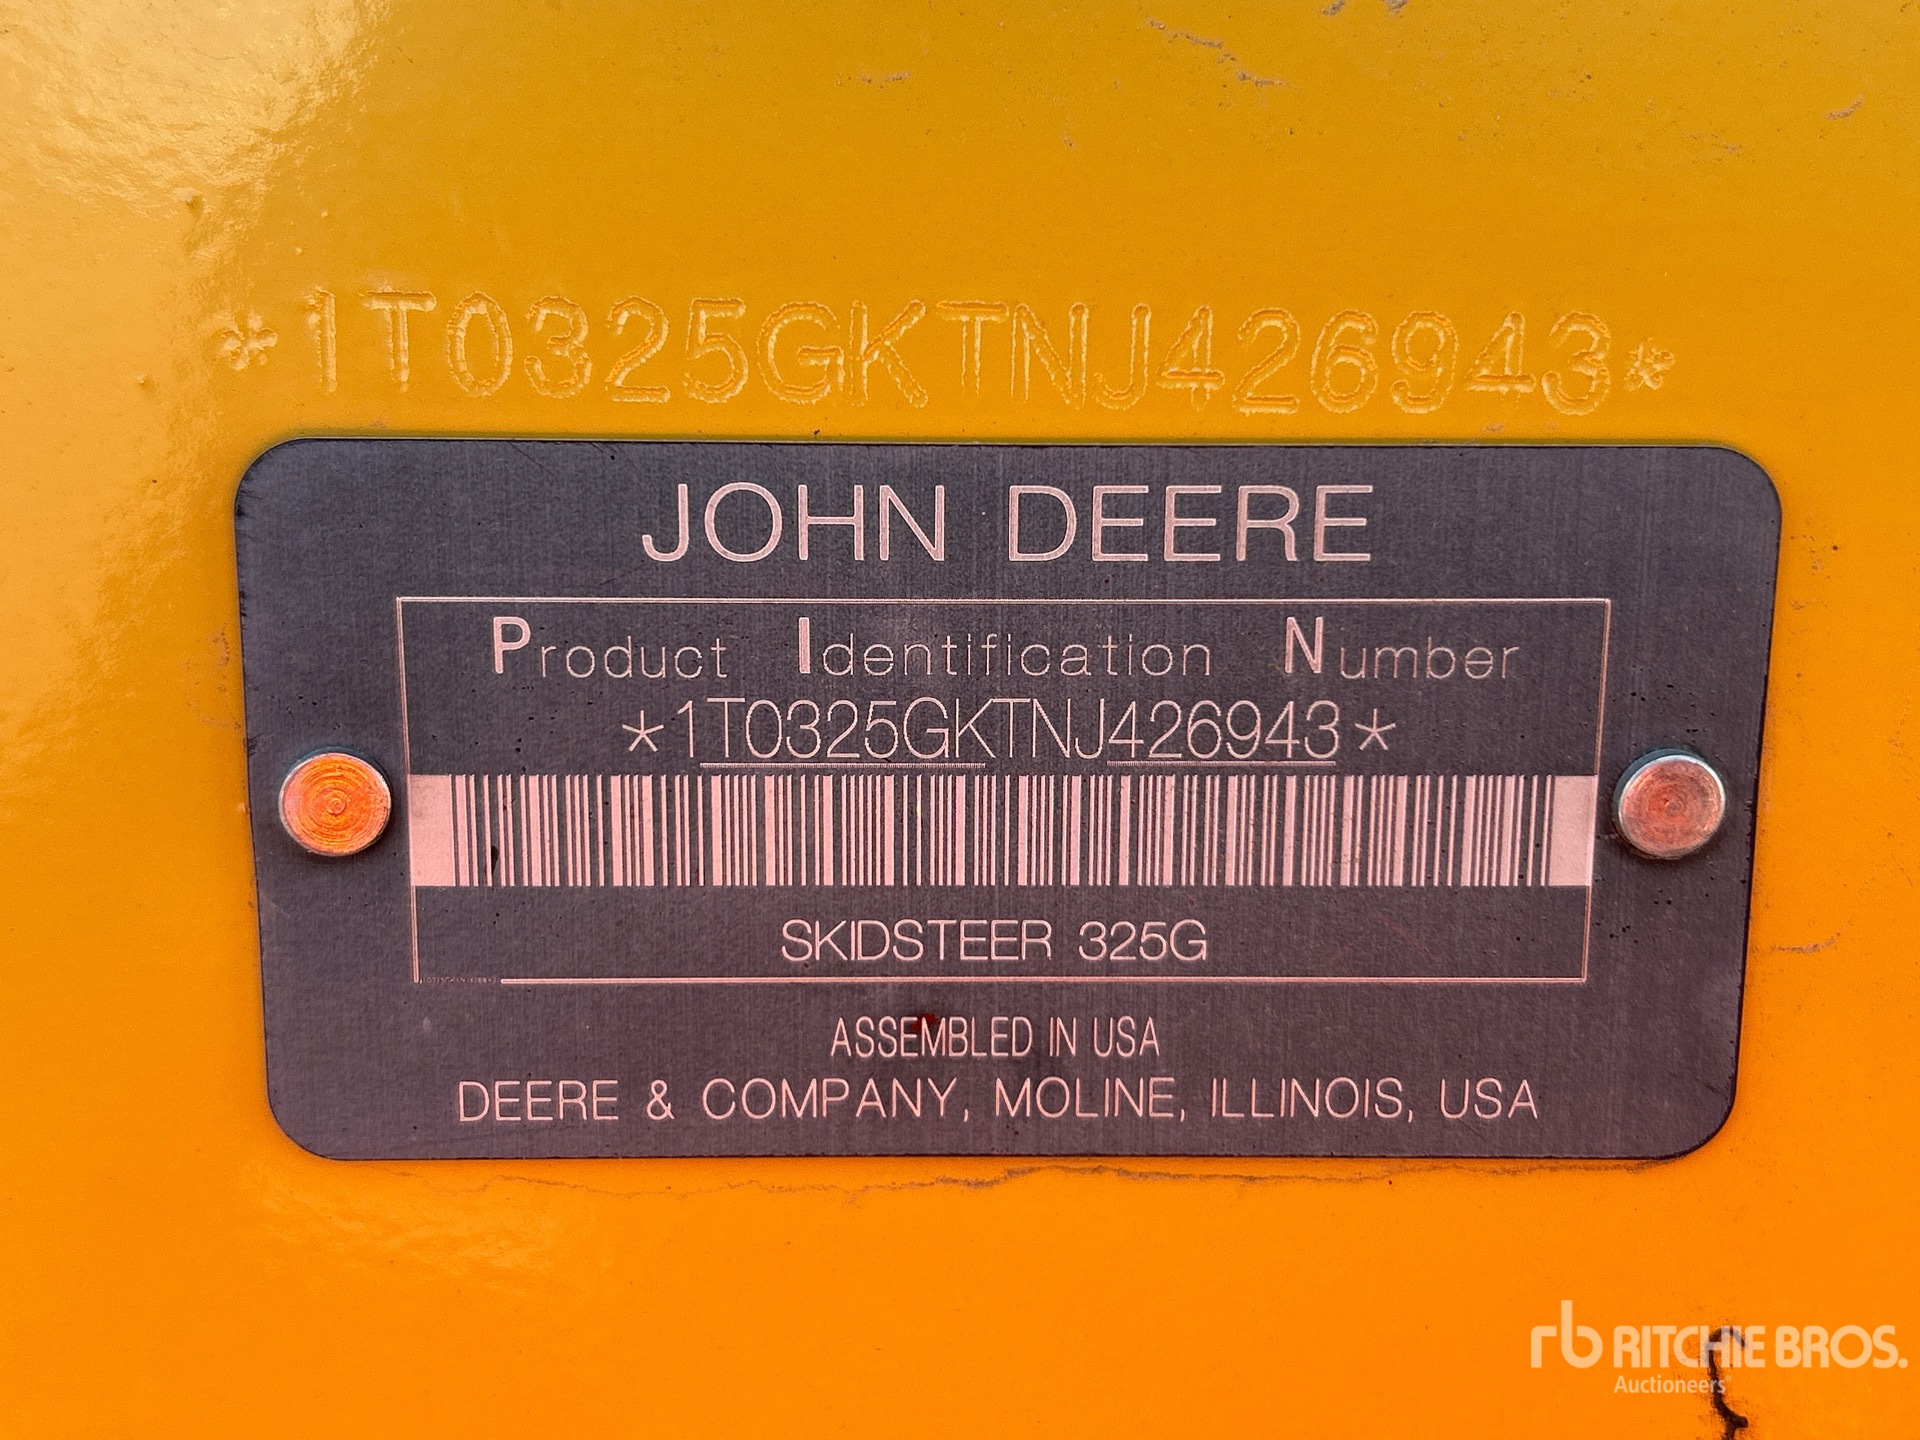 *1T0325GKTNJ426943*
JOHN DEERE
Product Identification Number
*1T0325GKTNJ426943*
SKIDSTEER 325G
ASSEMBLED IN USA
DEERE & COMPANY, MOLINE, ILLINOIS, USA
rb RITCHIE BROS.
Auctioneers